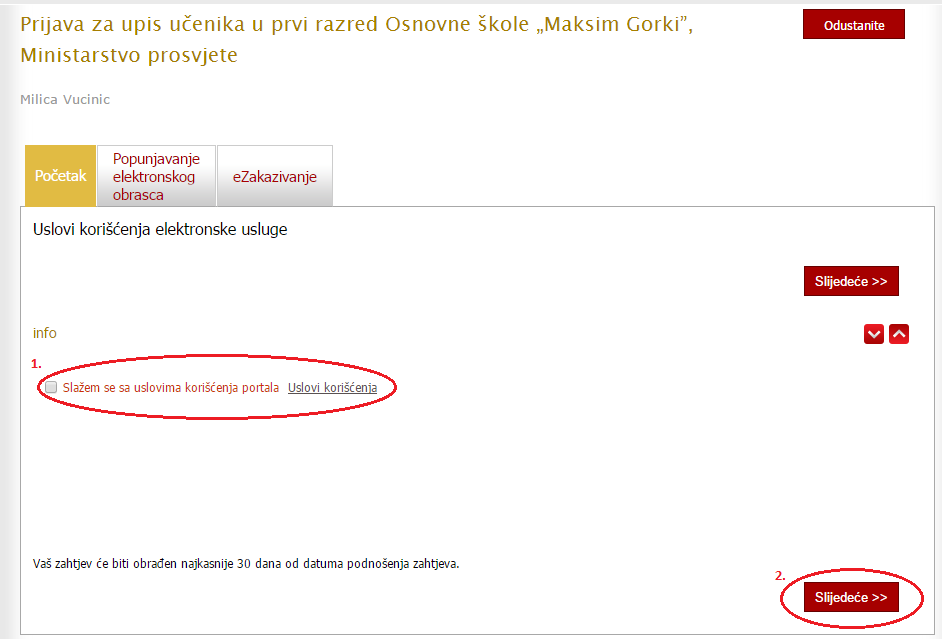 Prijava za upis učenika u prvi razred Osnovne škole „Maksim Gorki”,
Ministarstvo prosvjete
Odustanite
Milica Vucinic
Početak
Popunjavanje
elektronskog
obrasca
eZakazivanje
Uslovi korišćenja elektronske usluge
Slijedeće >>
info
1.
Slažem se sa uslovima korišćenja portala Uslovi korišćenja
Vaš zahtjev će biti obrađen najkasnije 30 dana od datuma podnošenja zahtjeva.
2.
Slijedeće >>